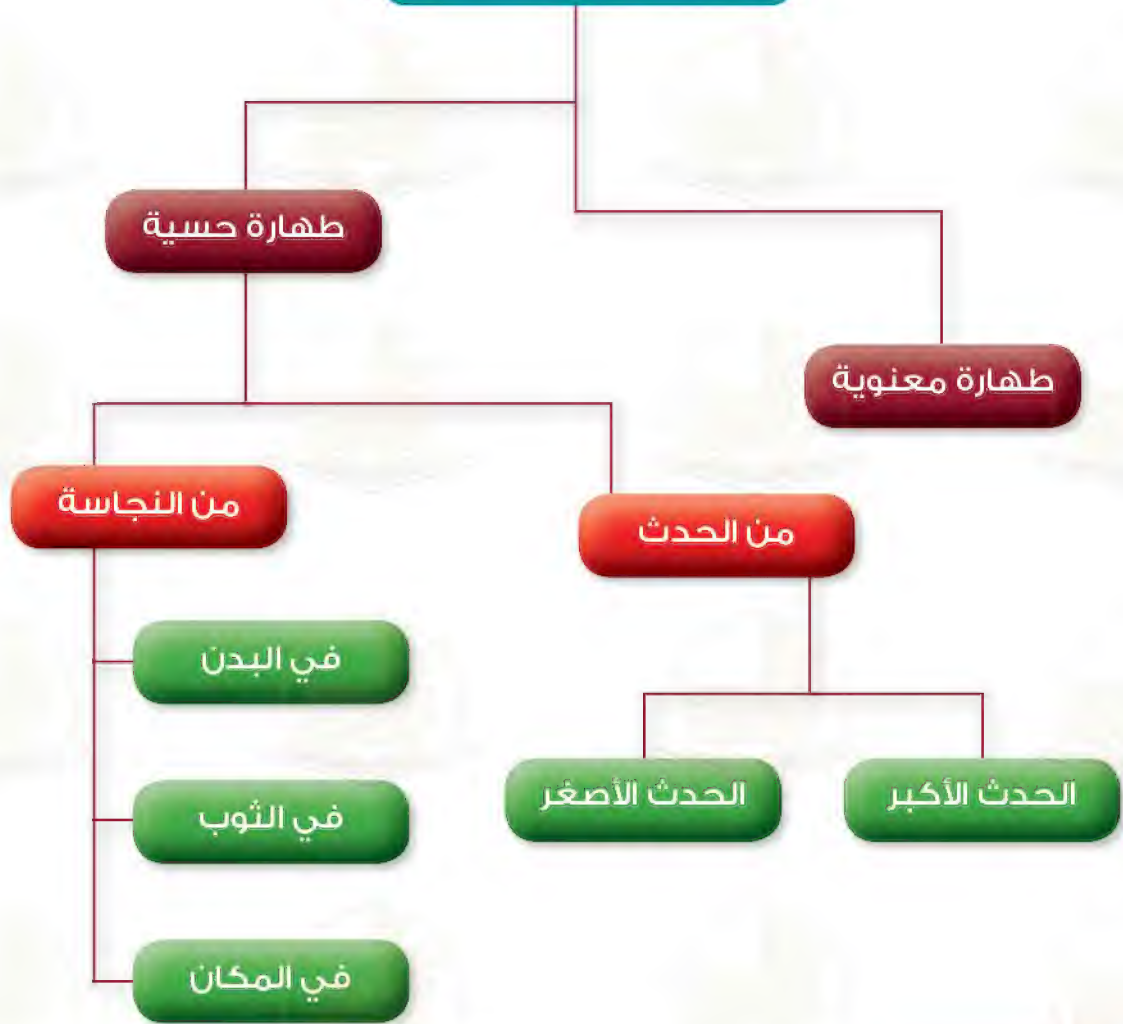 طهارة حسية
طهارة معنوية
من النجاسة
من الحدث
في البدن
في الثوب
في المكان
الحدث الأصغر
الحدث الأكبر